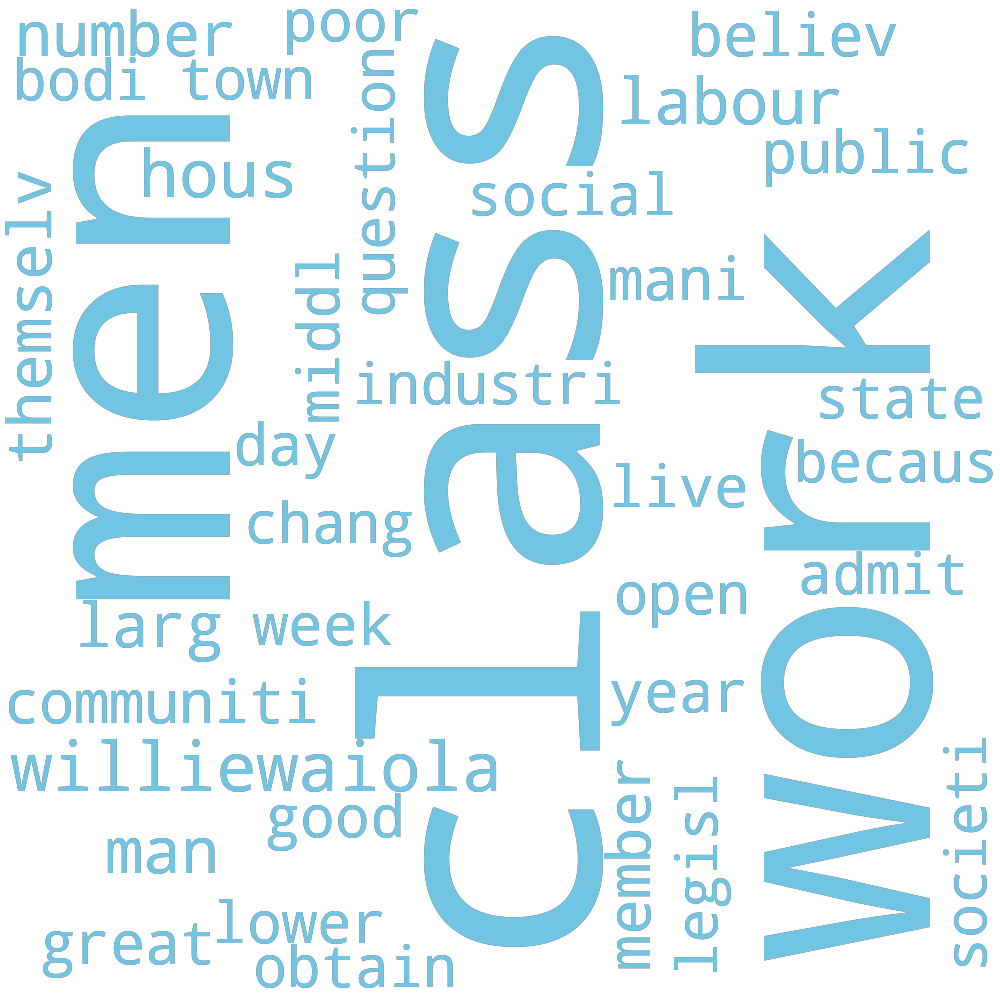 number
poor
believ
bodi
town
question
class
labour
public
men
hous
social
themselv
middl
mani
work
industri
state
day
becaus
live
chang
admit
open
larg
week
communiti
year
williewaiola
good
member
legisl
societi
man
lower
great
obtain